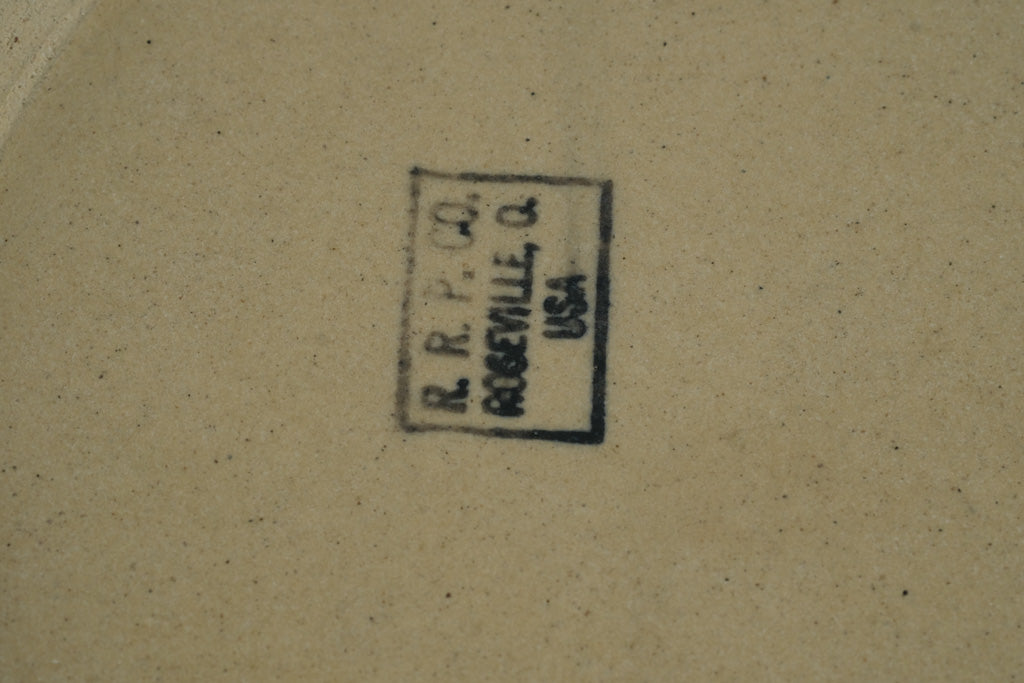 R. R. P. CO.
ROSEVILLE, O.
USA